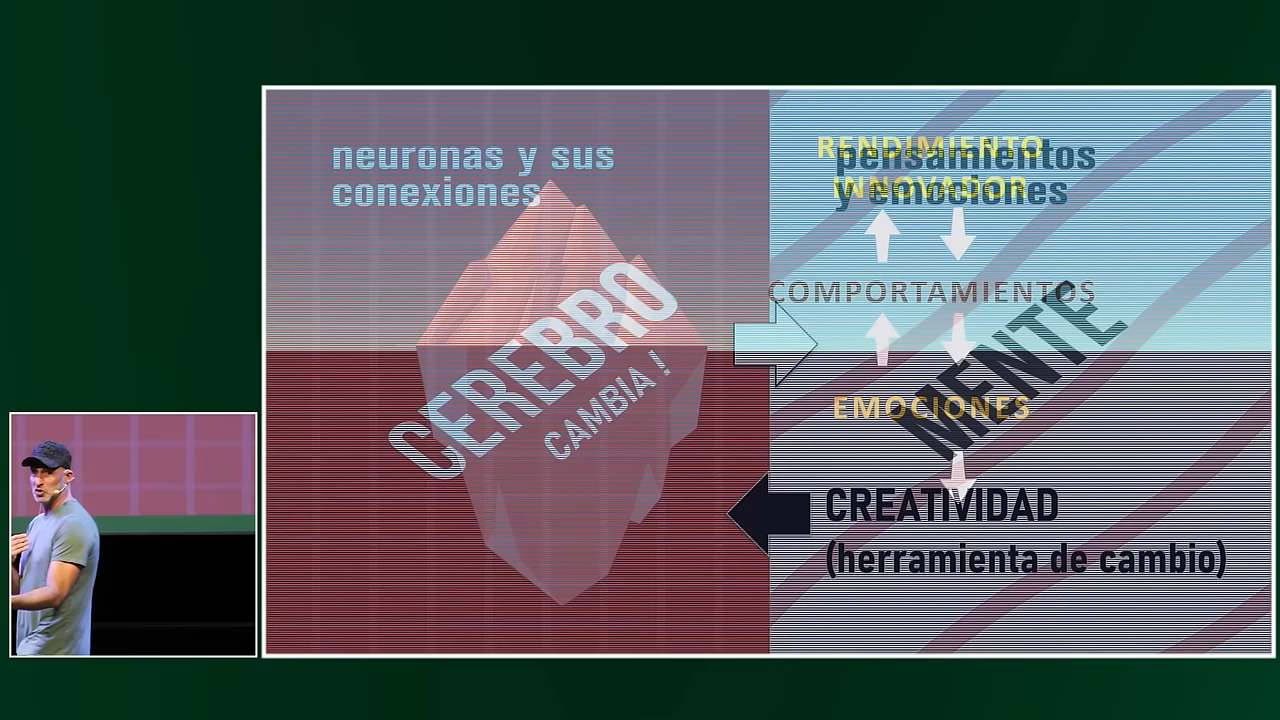 neuronas y sus
conexiones
CEREBRO
CAMBIA !
RENDIMIENTO
INNOVADOR
pensamientos
y emociones
COMPORTAMIENTOS
MENTE
EMOCIONES
CREATIVIDAD
(herramienta de cambio)